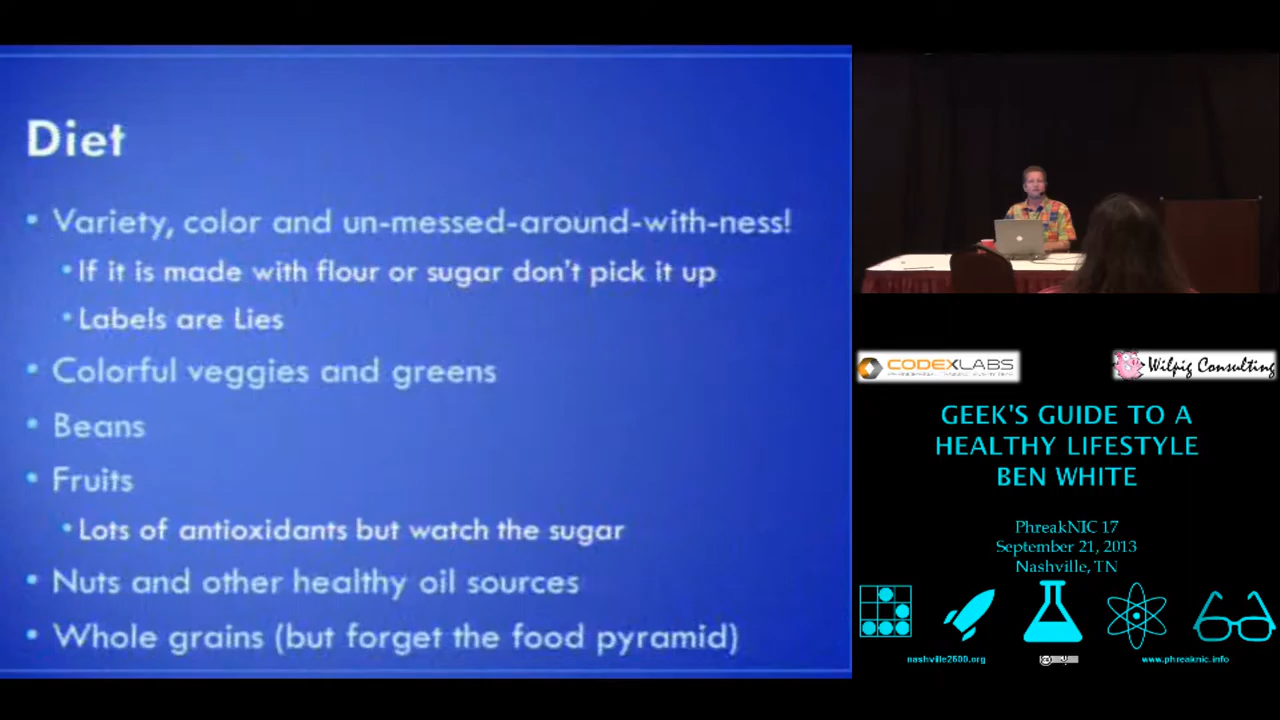 Diet
• Variety, color and un-messed-around-with-ness!
• If it is made with flour or sugar don't pick it up
• Labels are Lies
• Colorful veggies and greens
• Beans
• Fruits
• Lots of antioxidants but watch the sugar
• Nuts and other healthy oil sources
• Whole grains (but forget the food pyramid)
CODEXLABS
Wilpig Consulting
GEEK'S GUIDE TO A
HEALTHY LIFESTYLE
BEN WHITE
PhreakNIC 17
September 21, 2013
Nashville, TN
nashville2600.org
www.phreaknic.info